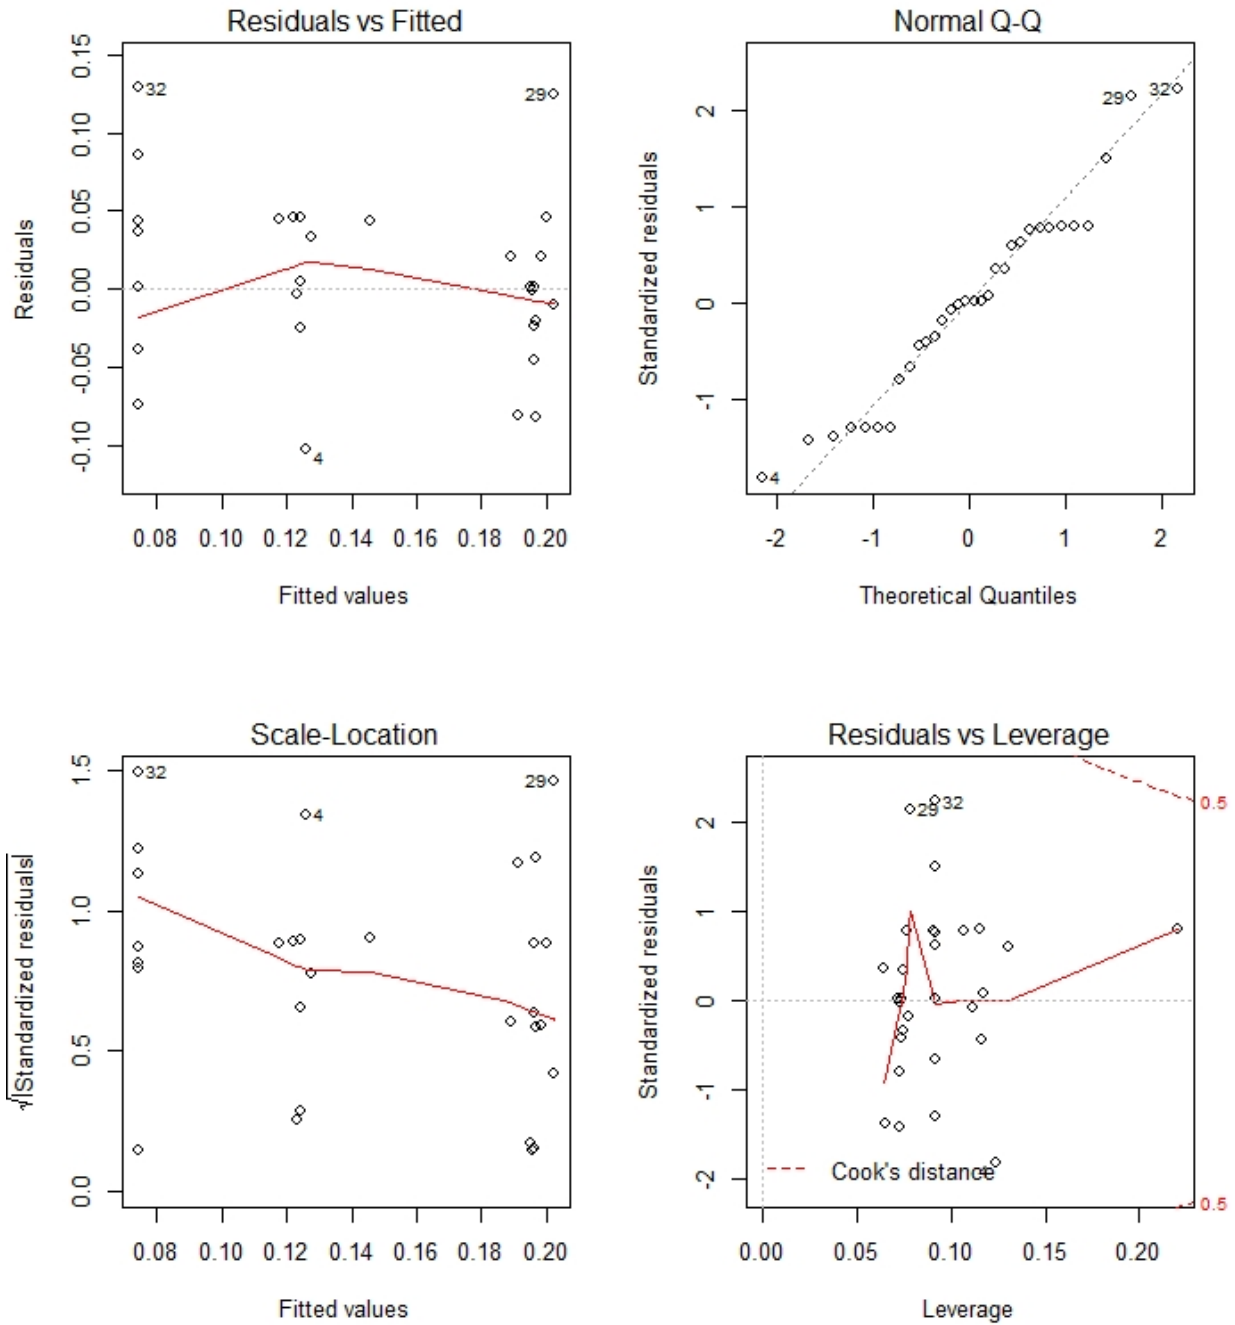 Residuals vs Fitted
Residuals
0.15
0.10
0.05
0.00
-0.05
-0.10
32
29
4
0.08 0.10 0.12 0.14 0.16 0.18 0.20
Fitted values
Normal Q-Q
Standardized residuals
2
1
0
-1
29
32
4
-2 -1 0 1 2
Theoretical Quantiles
Scale-Location
√|Standardized residuals|
1.5
1.0
0.5
0.0
32
29
4
0.08 0.10 0.12 0.14 0.16 0.18 0.20
Fitted values
Residuals vs Leverage
Standardized residuals
2
1
0
-1
-2
0.5
32
29
4
Cook's distance
0.5
0.00 0.05 0.10 0.15 0.20
Leverage